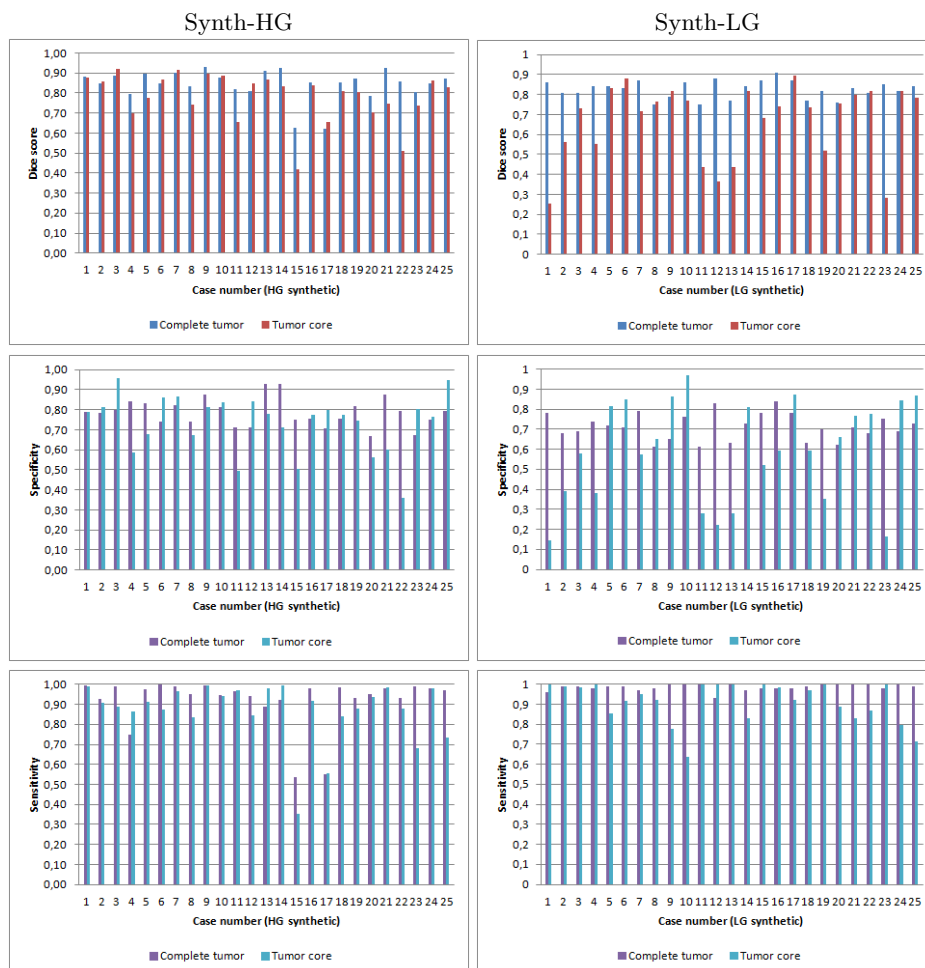 Synth-HG
Synth-LG
1,00
0,90
0,80
0,70
0,60
0,50
0,40
0,30
0,20
0,10
0,00
Dice score
1 2 3 4 5 6 7 8 9 10 11 12 13 14 15 16 17 18 19 20 21 22 23 24 25
Case number (HG synthetic)
Complete tumor Tumor core
1
0,9
0,8
0,7
0,6
0,5
0,4
0,3
0,2
0,1
0
Dice score
1 2 3 4 5 6 7 8 9 10 11 12 13 14 15 16 17 18 19 20 21 22 23 24 25
Case number (LG synthetic)
Complete tumor Tumor core
1,00
0,90
0,80
0,70
0,60
0,50
0,40
0,30
0,20
0,10
0,00
Specificity
1 2 3 4 5 6 7 8 9 10 11 12 13 14 15 16 17 18 19 20 21 22 23 24 25
Case number (HG synthetic)
Complete tumor Tumor core
1
0,9
0,8
0,7
0,6
0,5
0,4
0,3
0,2
0,1
0
Specificity
1 2 3 4 5 6 7 8 9 10 11 12 13 14 15 16 17 18 19 20 21 22 23 24 25
Case number (LG synthetic)
Complete tumor Tumor core
1,00
0,90
0,80
0,70
0,60
0,50
0,40
0,30
0,20
0,10
0,00
Sensitivity
1 2 3 4 5 6 7 8 9 10 11 12 13 14 15 16 17 18 19 20 21 22 23 24 25
Case number (HG synthetic)
Complete tumor Tumor core
1
0,9
0,8
0,7
0,6
0,5
0,4
0,3
0,2
0,1
0
Sensitivity
1 2 3 4 5 6 7 8 9 10 11 12 13 14 15 16 17 18 19 20 21 22 23 24 25
Case number (LG synthetic)
Complete tumor Tumor core